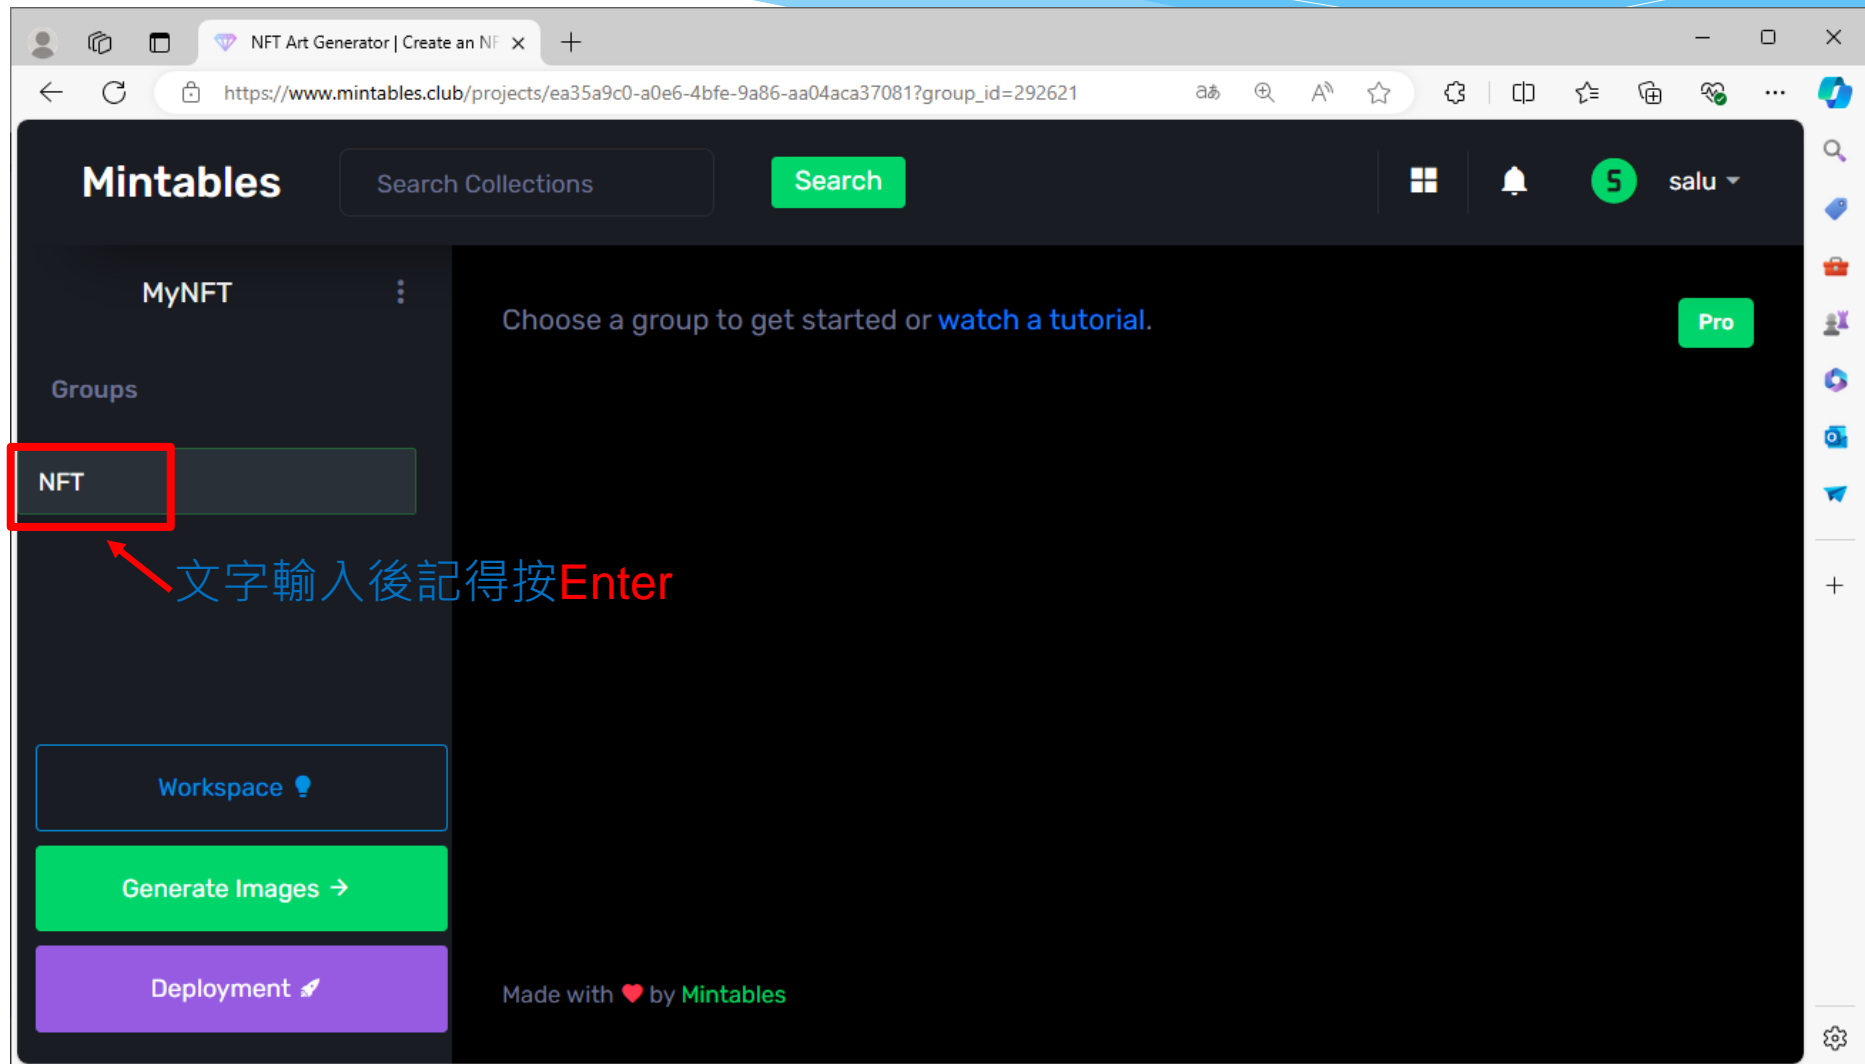 NFT Art Generator | Create an NF
https://www.mintables.club/projects/ea35a9c0-a0e6-4bfe-9a86-aa04aca37081?group_id=292621
Mintables
Search Collections
Search
S
salu
MyNFT
Choose a group to get started or watch a tutorial.
Pro
Groups
NFT
文字輸入後記得按Enter
Workspace
Generate Images →
Deployment
Made with ❤ by Mintables